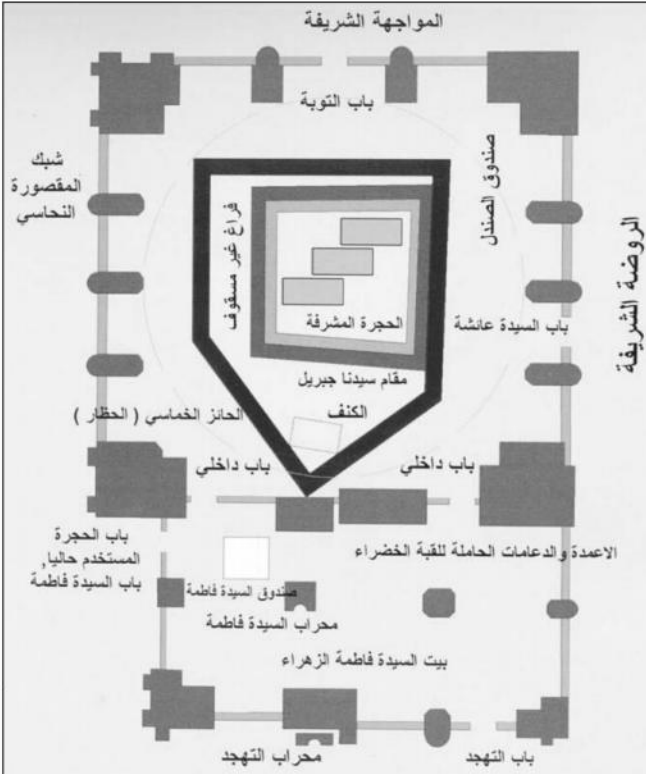 المواجهة الشريفة
باب التوبة
صندوق الصندل
شبك
المقصورة
النحاسي
الروضة الشريفة
فراغ غير مسقوف
الحجرة المشرفة
باب السيدة عائشة
مقام سيدنا جبريل
الكنف
الحائز الخماسي ( الحظار )
باب داخلي
باب داخلي
باب الحجرة
المستخدم حاليا,
باب السيدة فاطمة
الاعمدة والدعامات الحاملة للقبة الخضراء
صندوق السيدة فاطمة
محراب السيدة فاطمة
بيت السيدة فاطمة الزهراء
محراب التهجد
باب التهجد